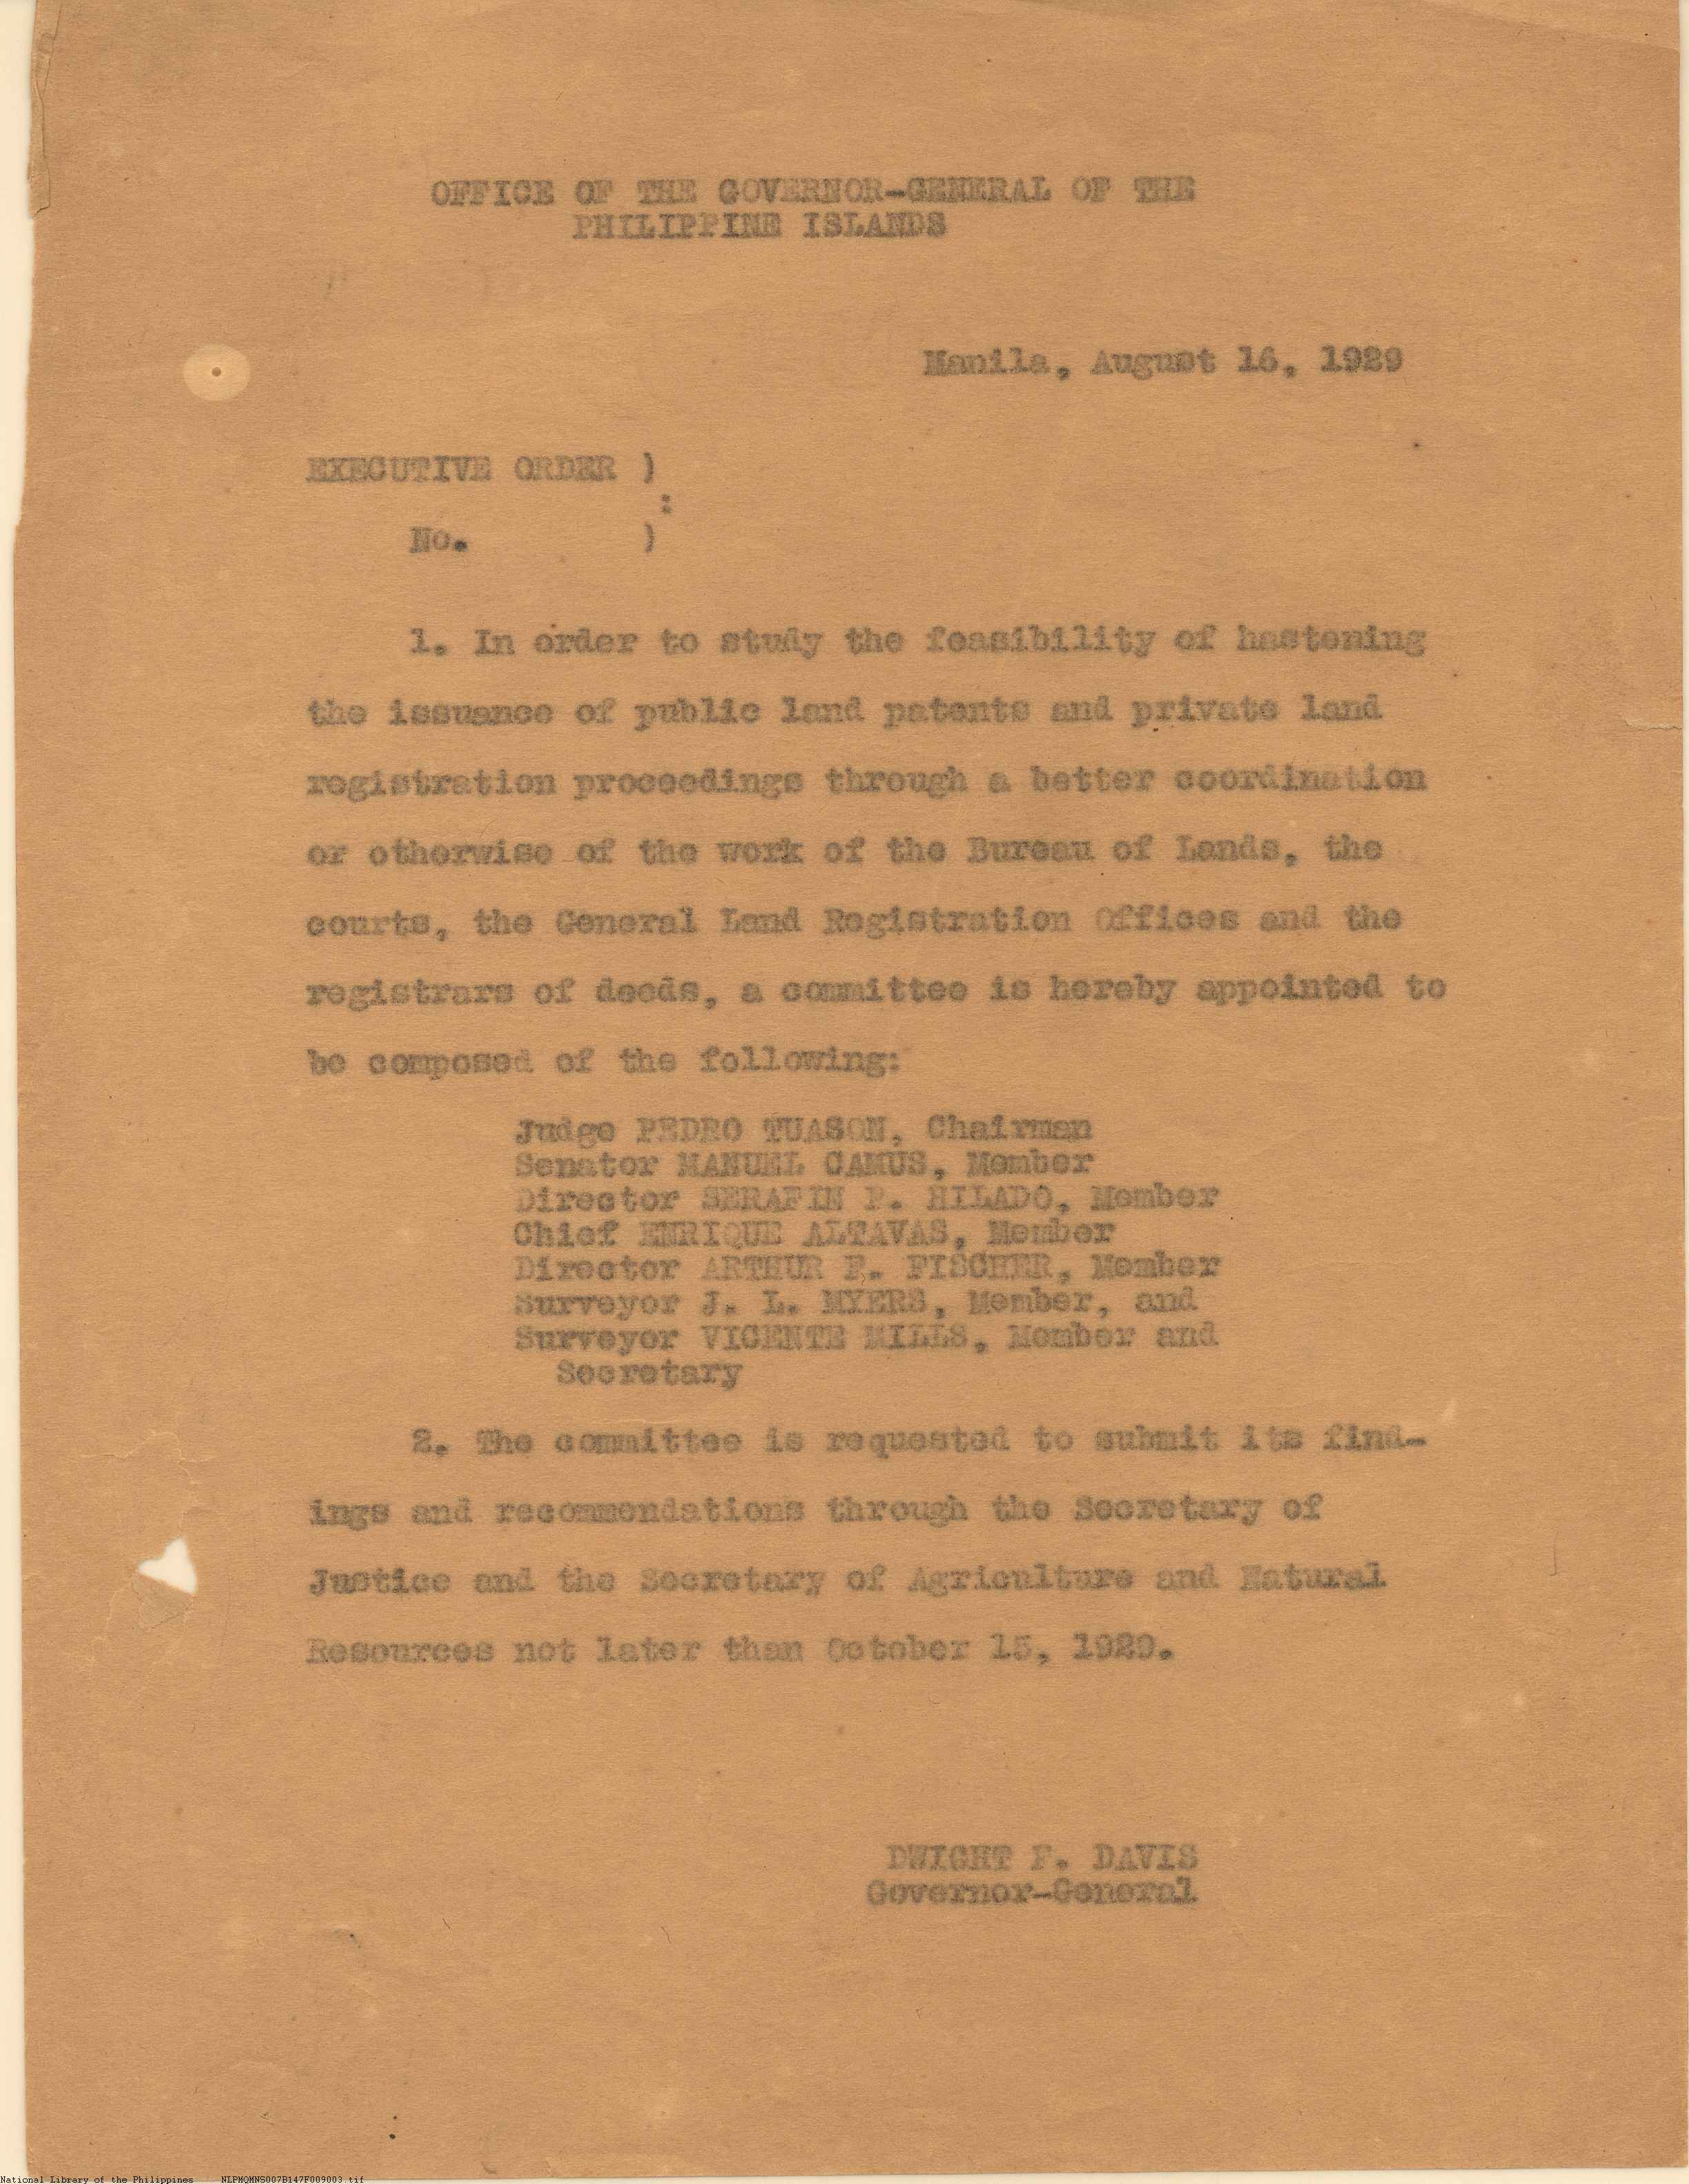 OFFICE OF THE GOVERNOR-GENERAL OF THE
PHILIPPINE ISLANDS
Manila, August 16, 1929
EXECUTIVE ORDER )
:
No. )
1. In order to study the feasibility of hastening
the issuance of public land patents and private land
registration proceedings through a better coordination
or otherwise of the work of the Bureau of Lands, the
courts, the General Land Registration Offices and the
registrars of deeds, a committee is hereby appointed to
be composed of the following:
Judge PEDRO TUASON, Chairman
Senator MANUEL CAMUS, Member
Director SERAFIN P. HILADO, Member
Chief ENRIQUE ALTAVAS, Member
Director ARTHUR F. FISCHER, Member
Surveyor J. L. MYERS, Member, and
Surveyor VICENTE MILLS, Member and
Secretary
2. The committee is requested to submit its find-
ings and recommendations through the Secretary of
Justice and the Secretary of Agriculture and Natural
Resources not later than October 15, 1929.
DWIGHT F. DAVIS
Governor-General
National Library of the Philippines NLPMQMNS007B147F009003.tif